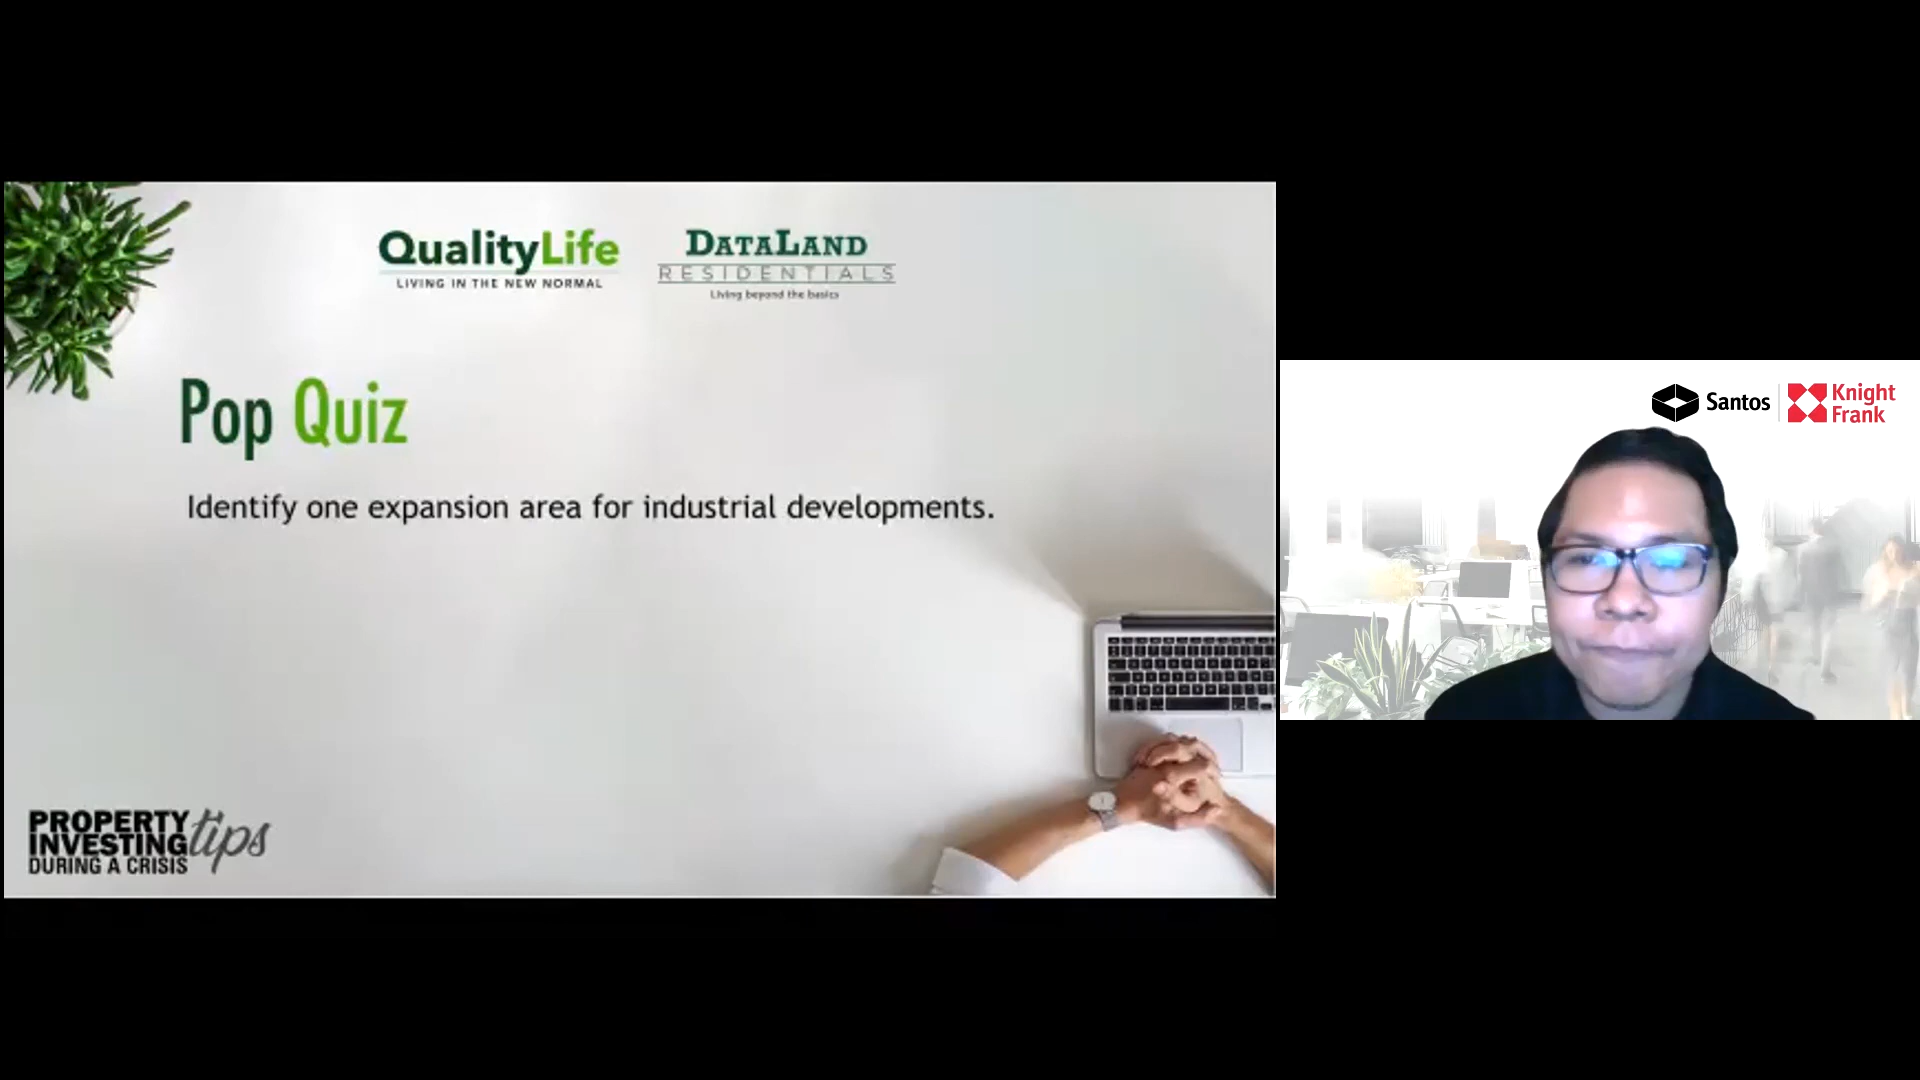 QualityLife
LIVING IN THE NEW NORMAL
DATALAND
RESIDENTIALS
Living beyond the basics
Pop Quiz
Identify one expansion area for industrial developments.
PROPERTY
INVESTING tips
DURING A CRISIS
Santos
Knight
Frank